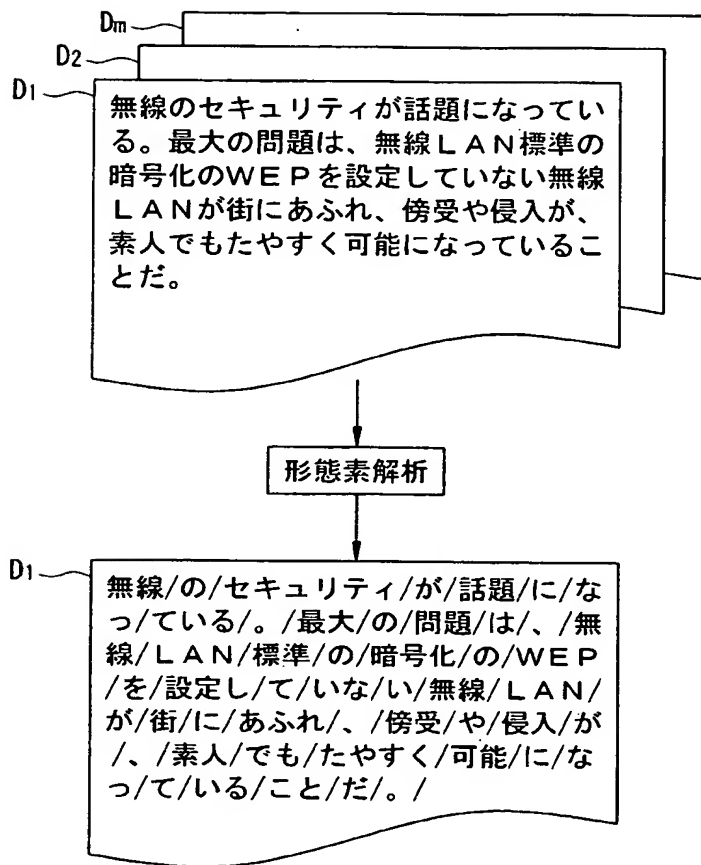 Dm
D2
D1
無線のセキュリティが話題になってい
る。最大の問題は、無線LAN標準の
暗号化のWEPを設定していない無線
LANが街にあふれ、傍受や侵入が、
素人でもたやすく可能になっているこ
とだ。
形態素解析
D1
無線/の/セキュリティ/が/話題/に/な
っ/ている/。/最大/の/問題/は/、/無
線/LAN/標準/の/暗号化/の/WEP
/を/設定し/て/いな/い/無線/LAN/
が/街/に/あふれ/、/傍受/や/侵入/が
/、/素人/でも/たやすく/可能/に/な
っ/て/いる/こと/だ/。/